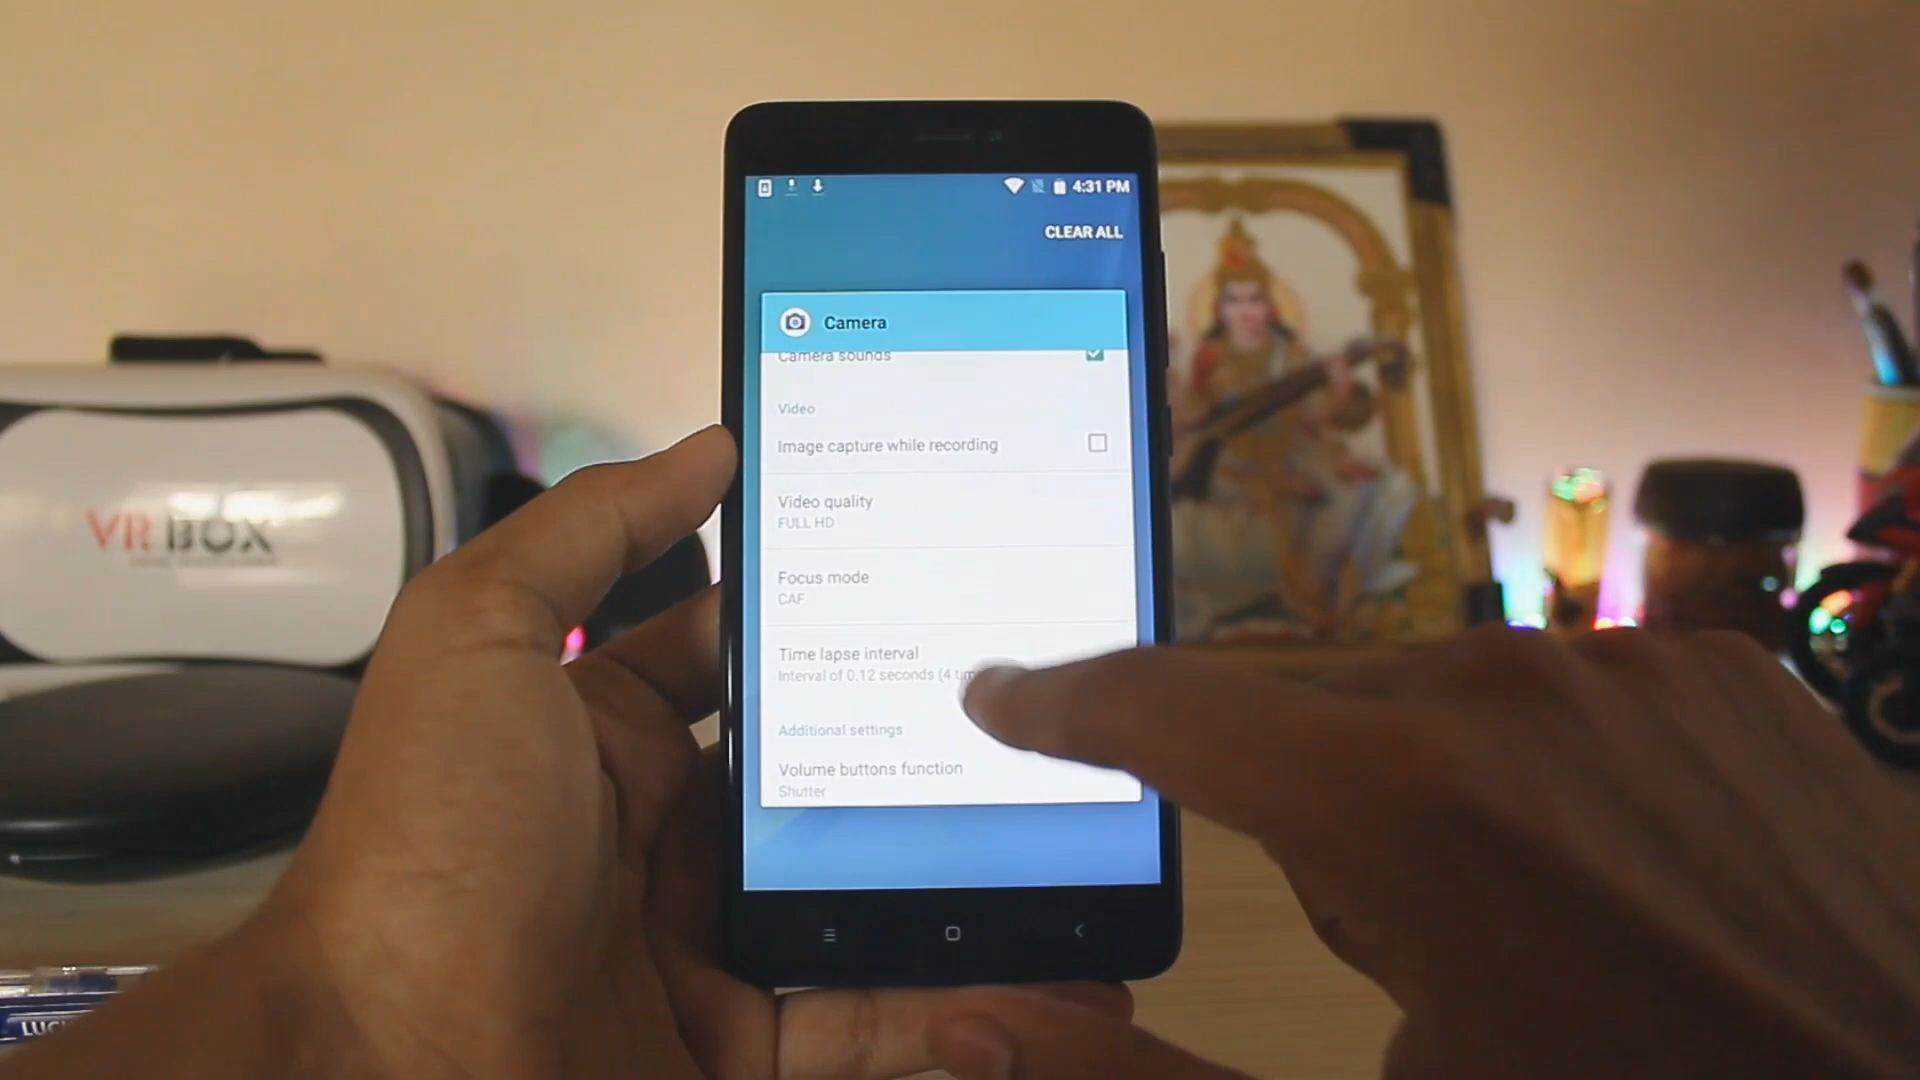 4:31 PM
CLEAR ALL
Camera
Camera sounds
Video
Image capture while recording
Video quality
FULL HD
Focus mode
CAF
Time lapse interval
Interval of 0.12 seconds (4 tim
Additional settings
Volume buttons function
Shutter
VR BOX